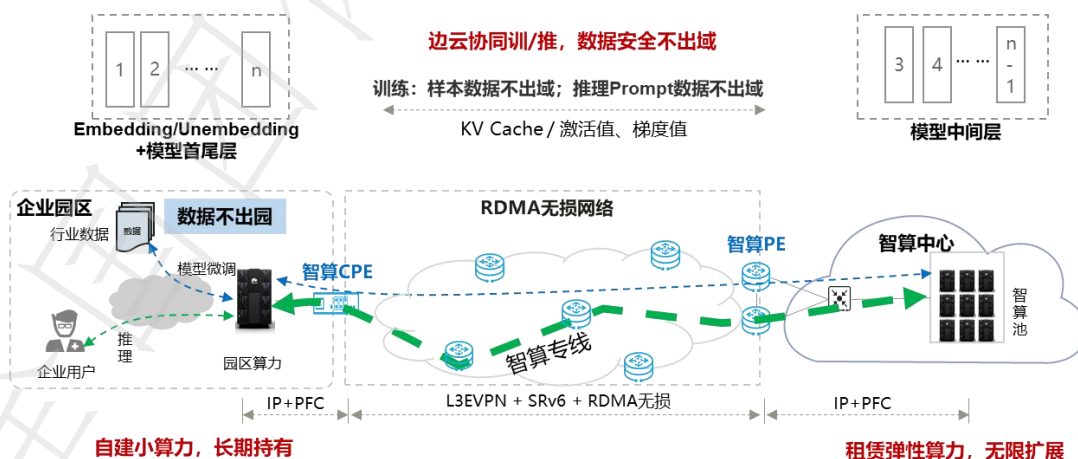 边云协同训/推，数据安全不出域
1
2
… …
n
3
4
… …
n
-
1
训练：样本数据不出域；推理Prompt数据不出域
KV Cache / 激活值、梯度值
Embedding/Unembedding
+模型首尾层
模型中间层
企业园区
数据不出园
行业数据
数据
模型微调
RDMA无损网络
智算CPE
智算PE
智算中心
智算池
智算专线
推理
企业用户
园区算力
IP+PFC
L3EVPN + SRv6 + RDMA无损
IP+PFC
自建小算力，长期持有
租赁弹性算力，无限扩展